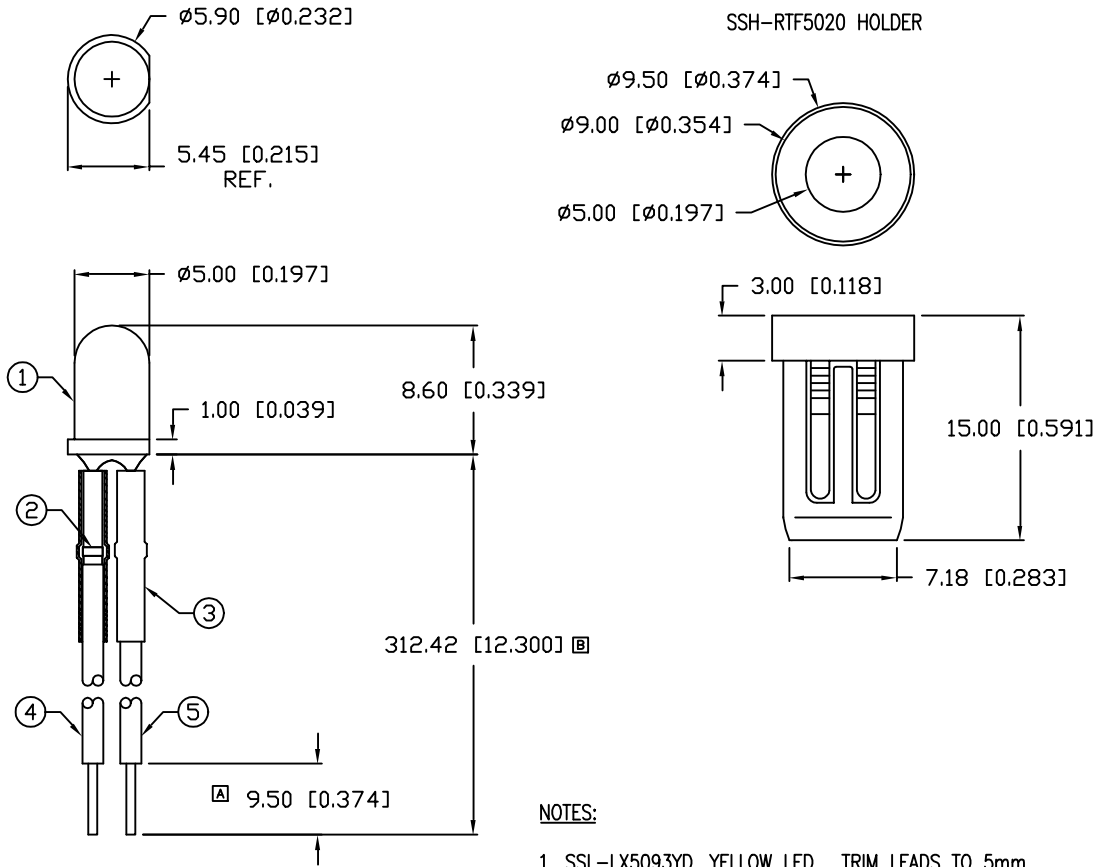 ø5.90 [ø0.232]
5.45 [0.215]
REF.
SSH-RTF5020 HOLDER
ø9.50 [ø0.374]
ø9.00 [ø0.354]
ø5.00 [ø0.197]
ø5.00 [0.197]
3.00 [0.118]
1
8.60 [0.339]
1.00 [0.039]
15.00 [0.591]
2
7.18 [0.283]
3
312.42 [12.300] B
4
5
A 9.50 [0.374]
NOTES:
1. SSL-LX5093YD, YELLOW LED. TRIM LEADS TO 5mm